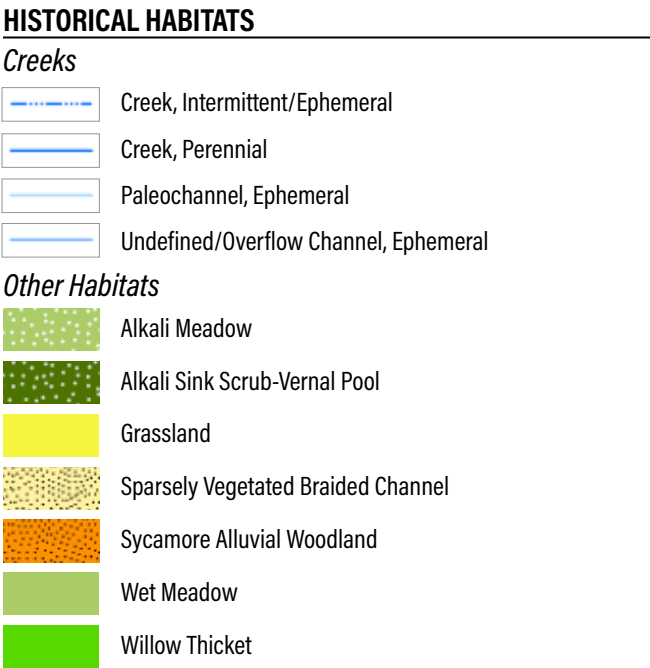 HISTORICAL HABITATS
Creeks
Creek, Intermittent/Ephemeral
Creek, Perennial
Paleochannel, Ephemeral
Undefined/Overflow Channel, Ephemeral
Other Habitats
Alkali Meadow
Alkali Sink Scrub-Vernal Pool
Grassland
Sparsely Vegetated Braided Channel
Sycamore Alluvial Woodland
Wet Meadow
Willow Thicket